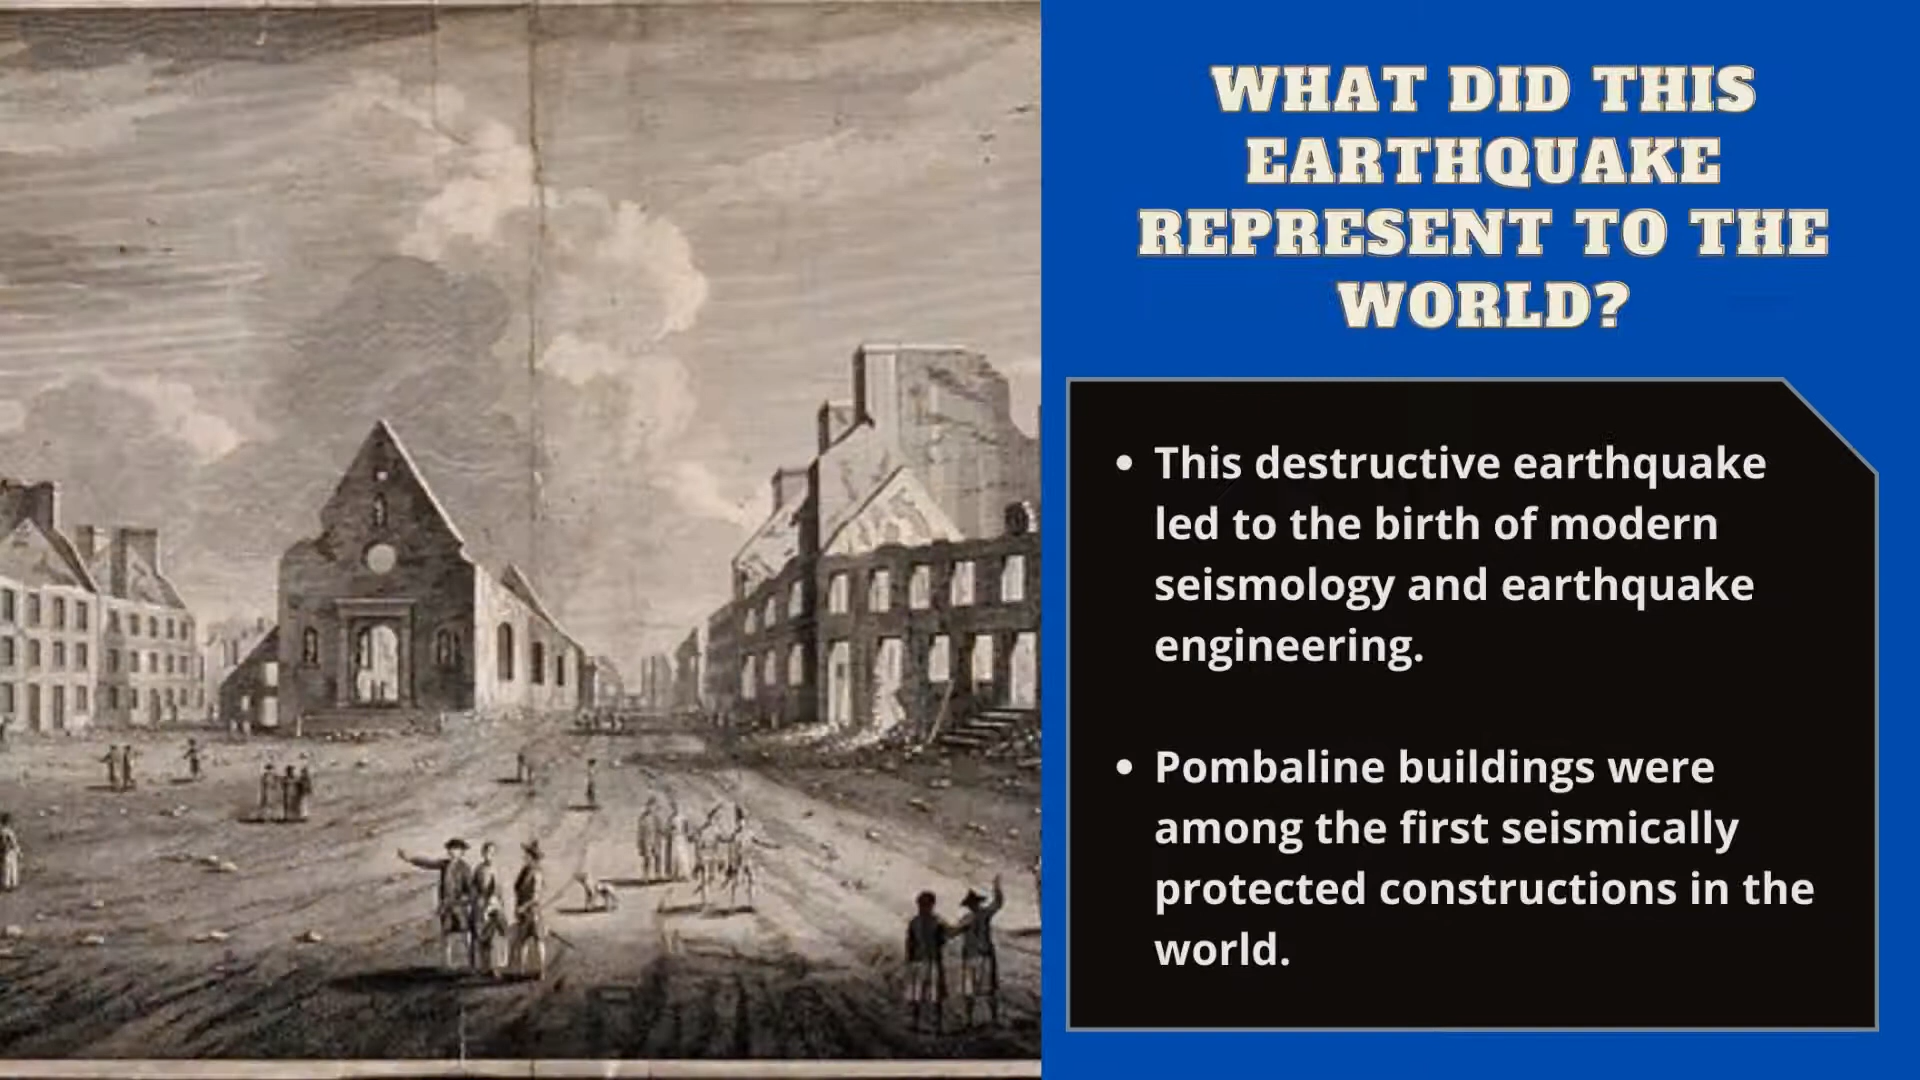 WHAT DID THIS
EARTHQUAKE
REPRESENT TO THE
WORLD?
• This destructive earthquake
led to the birth of modern
seismology and earthquake
engineering.
• Pombaline buildings were
among the first seismically
protected constructions in the
world.